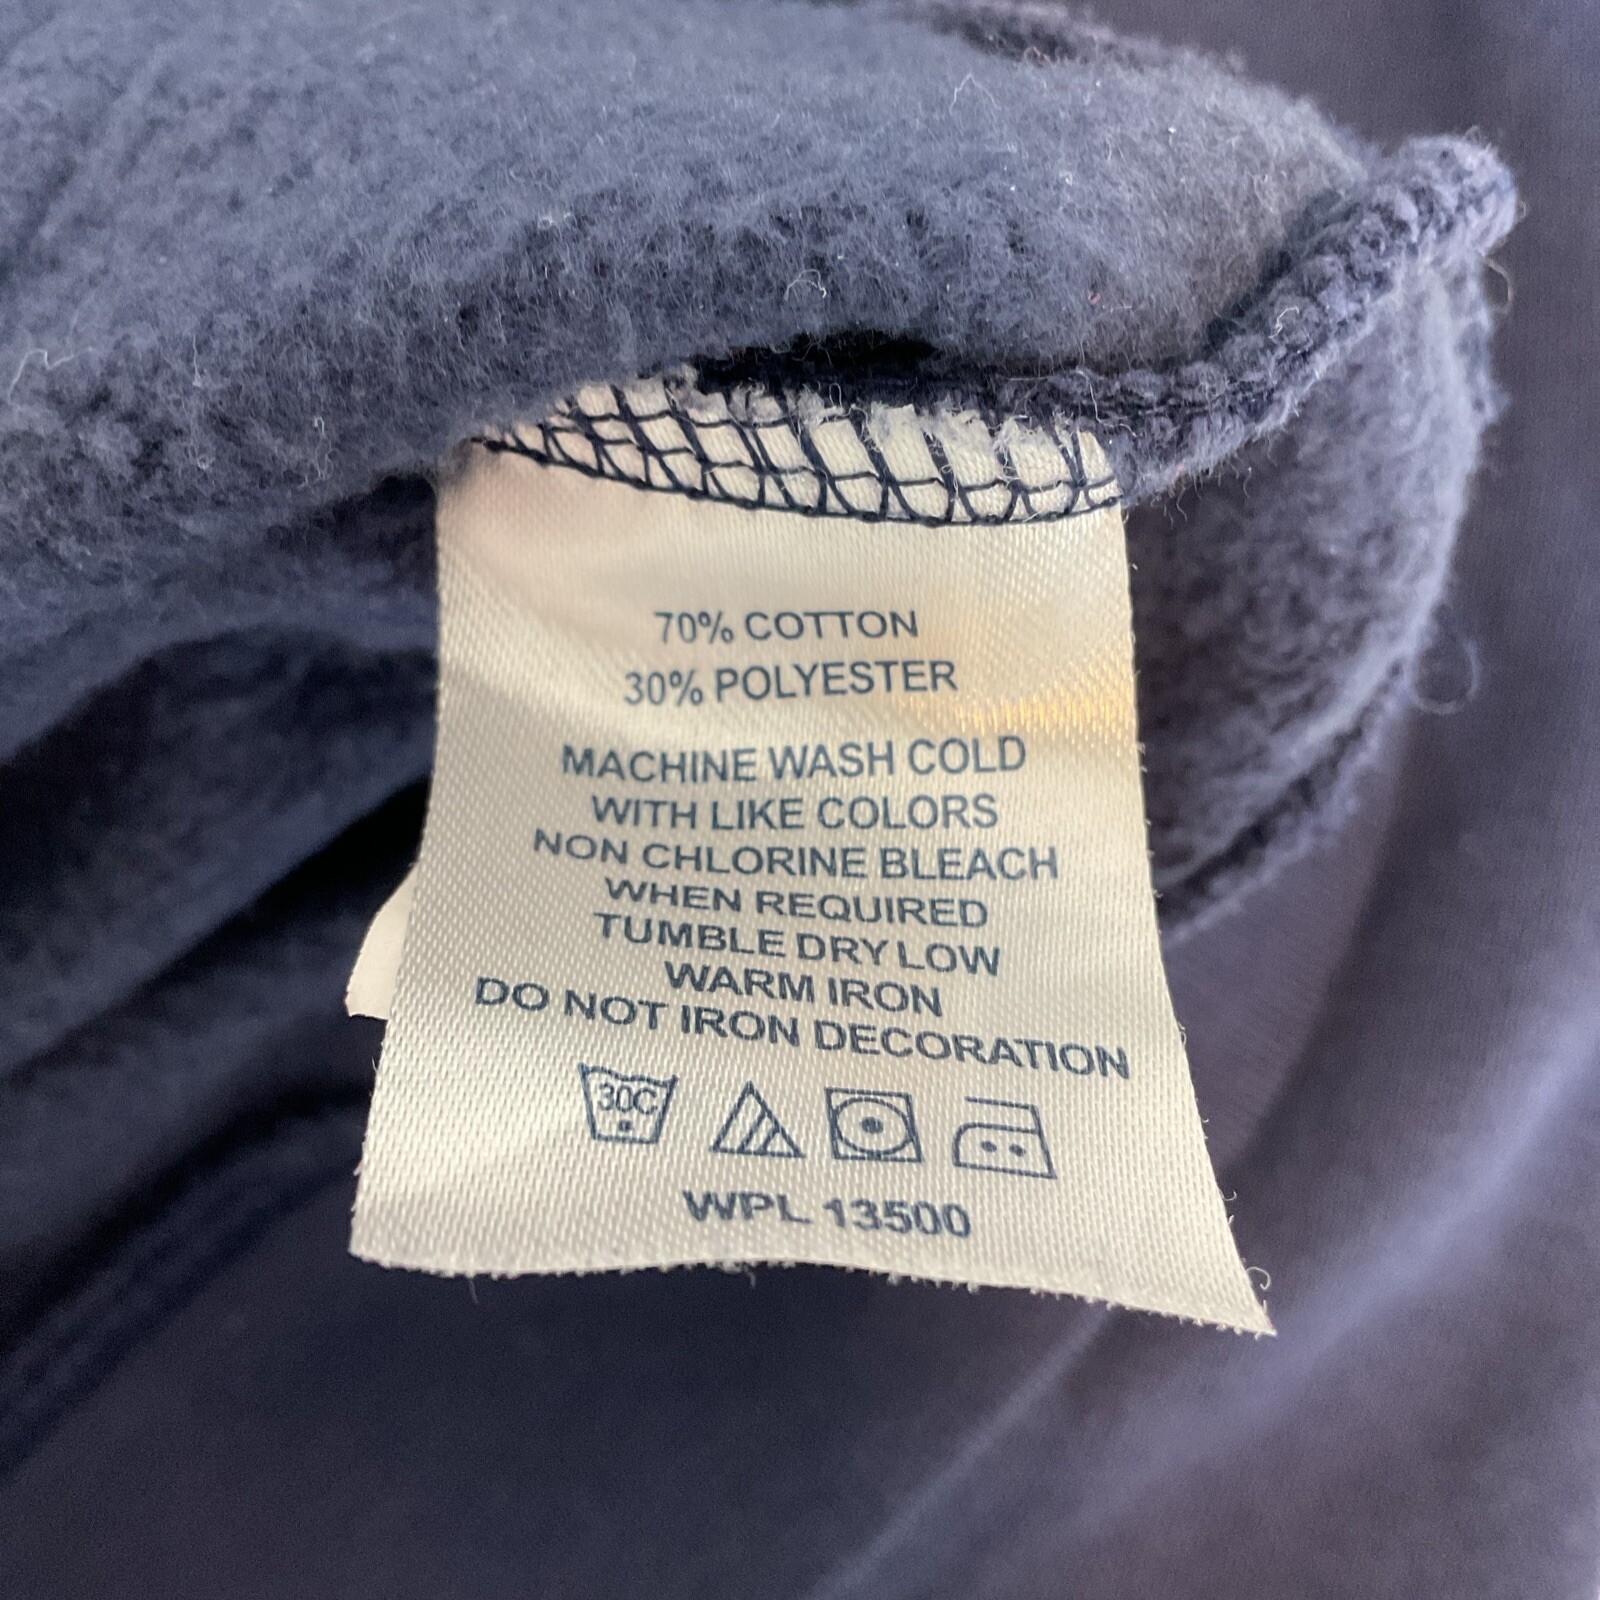 70% COTTON
30% POLYESTER
MACHINE WASH COLD
WITH LIKE COLORS
NON CHLORINE BLEACH
WHEN REQUIRED
TUMBLE DRY LOW
WARM IRON
DO NOT IRON DECORATION
30C
WPL 13500